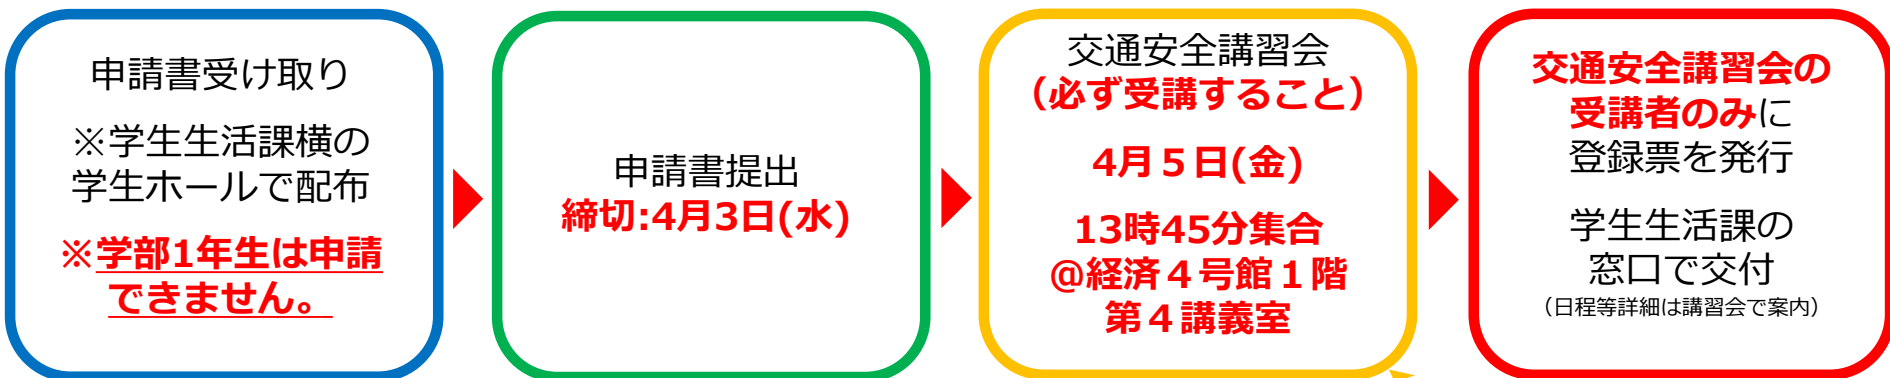 申請書受け取り
※学生生活課横の
学生ホールで配布
※学部1年生は申請
できません。
申請書提出
締切:4月3日(水)
交通安全講習会
（必ず受講すること）
4月５日(金)
13時45分集合
@経済４号館１階
第４講義室
交通安全講習会の
受講者のみに
登録票を発行
学生生活課の
窓口で交付
（日程等詳細は講習会で案内）